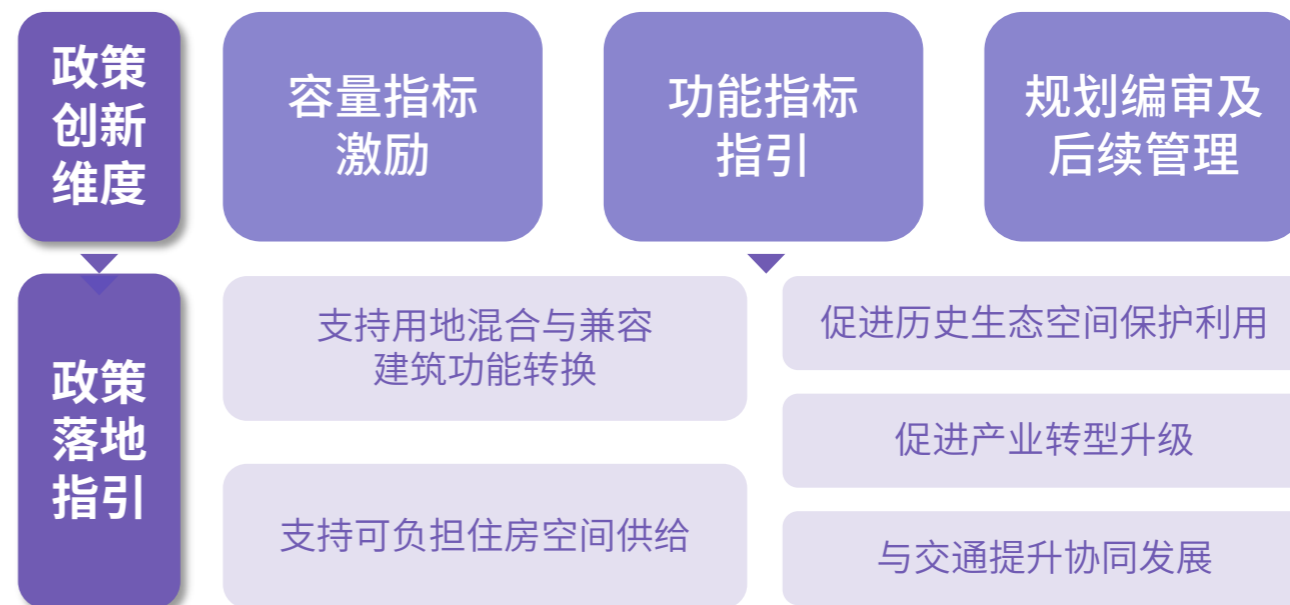 政策
创新
维度
容量指标
激励
功能指标
指引
规划编审及
后续管理
政策
落地
指引
支持用地混合与兼容
建筑功能转换
支持可负担住房空间供给
促进历史生态空间保护利用
促进产业转型升级
与交通提升协同发展